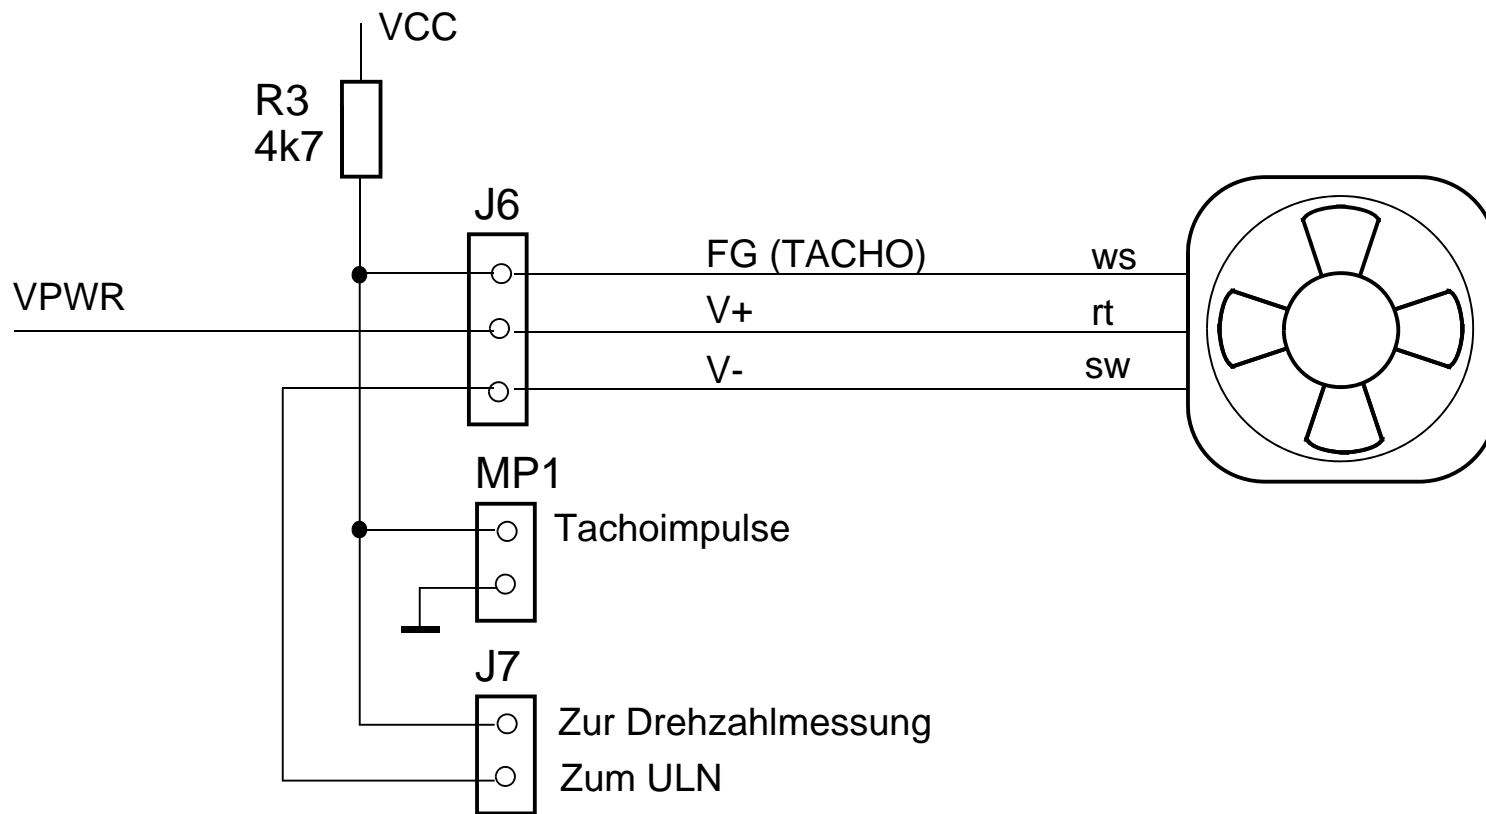 VCC
R3
4k7
J6
FG (TACHO)
ws
VPWR
V+
rt
V-
sw
MP1
Tachoimpulse
J7
Zur Drehzahlmessung
Zum ULN